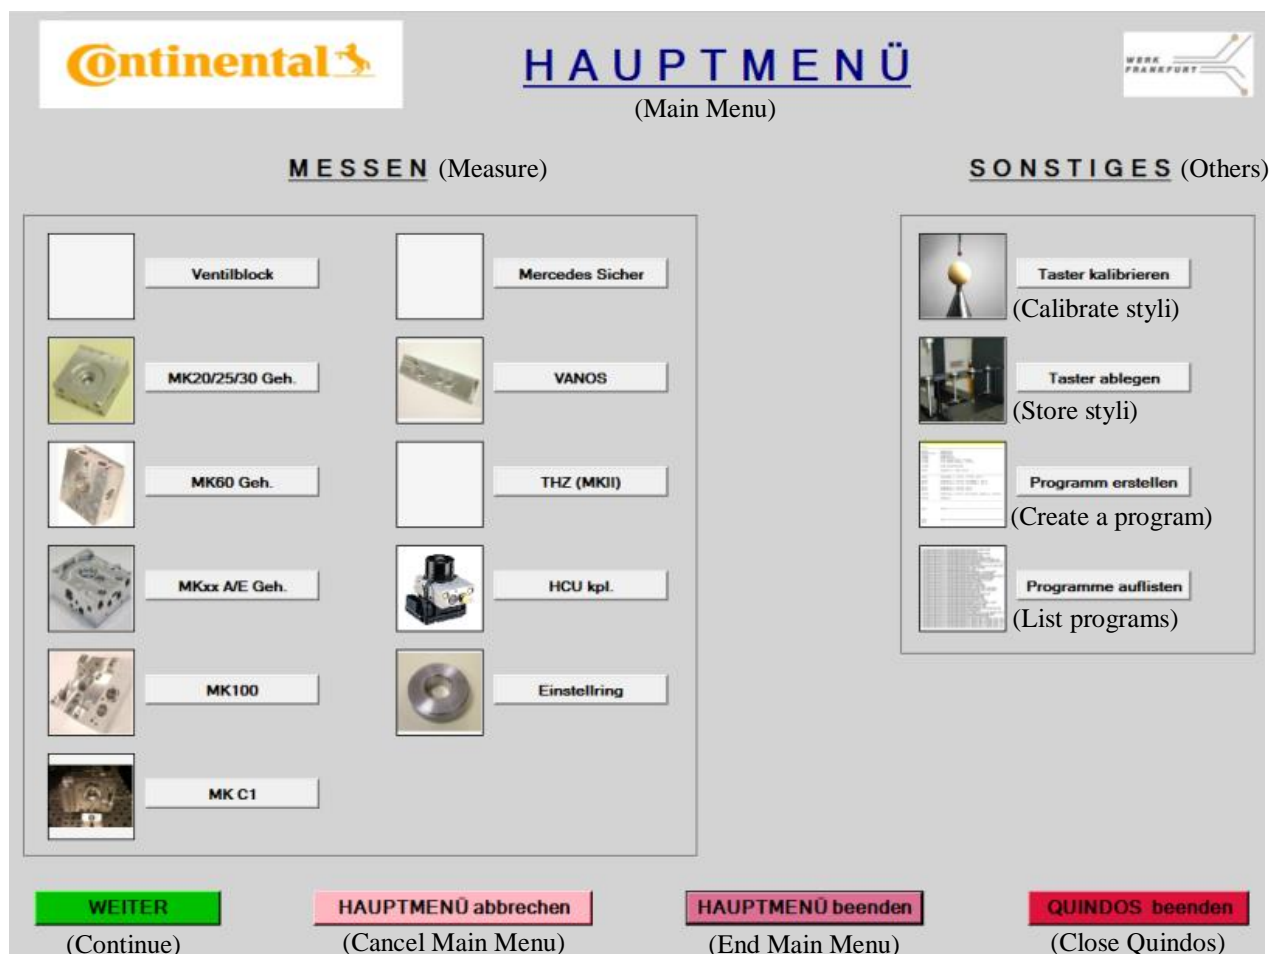 Continental
HAUPTMENÜ
(Main Menu)
WERK
FRANKFURT
MESSEN (Measure)
SONSTIGES (Others)
Ventilblock
Mercedes Sicher
Taster kalibrieren
(Calibrate styli)
MK20/25/30 Geh.
VANOS
Taster ablegen
(Store styli)
MK60 Geh.
THZ (MKII)
Programm erstellen
(Create a program)
MKxx A/E Geh.
HCU kpl.
Programme auflisten
(List programs)
MK100
Einstellring
MK C1
WEITER
HAUPTMENÜ abbrechen
HAUPTMENÜ beenden
QUINDOS beenden
(Continue)
(Cancel Main Menu)
(End Main Menu)
(Close Quindos)